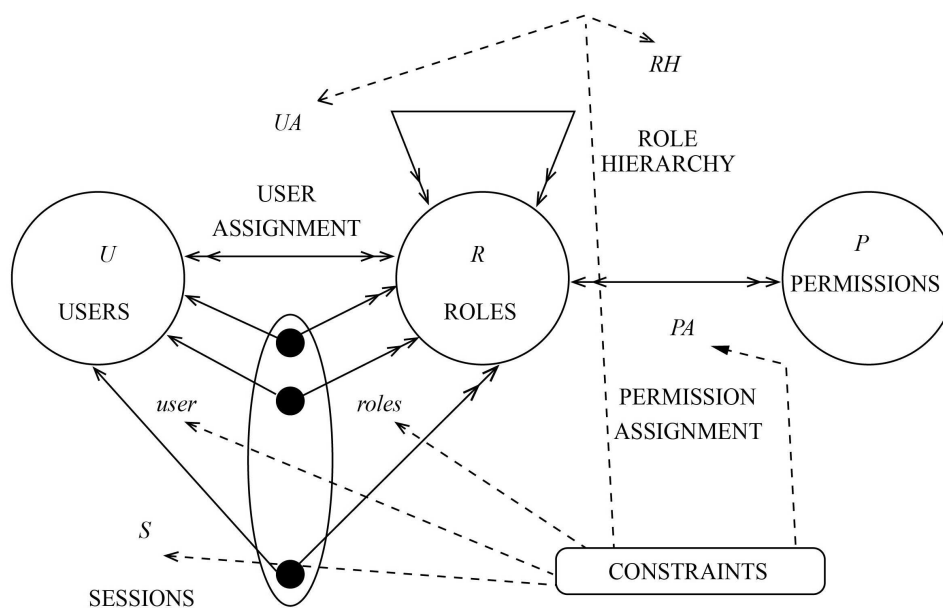 RH
UA
ROLE
HIERARCHY
USER
ASSIGNMENT
U
USERS
R
ROLES
P
PERMISSIONS
PA
user
roles
PERMISSION
ASSIGNMENT
S
SESSIONS
CONSTRAINTS